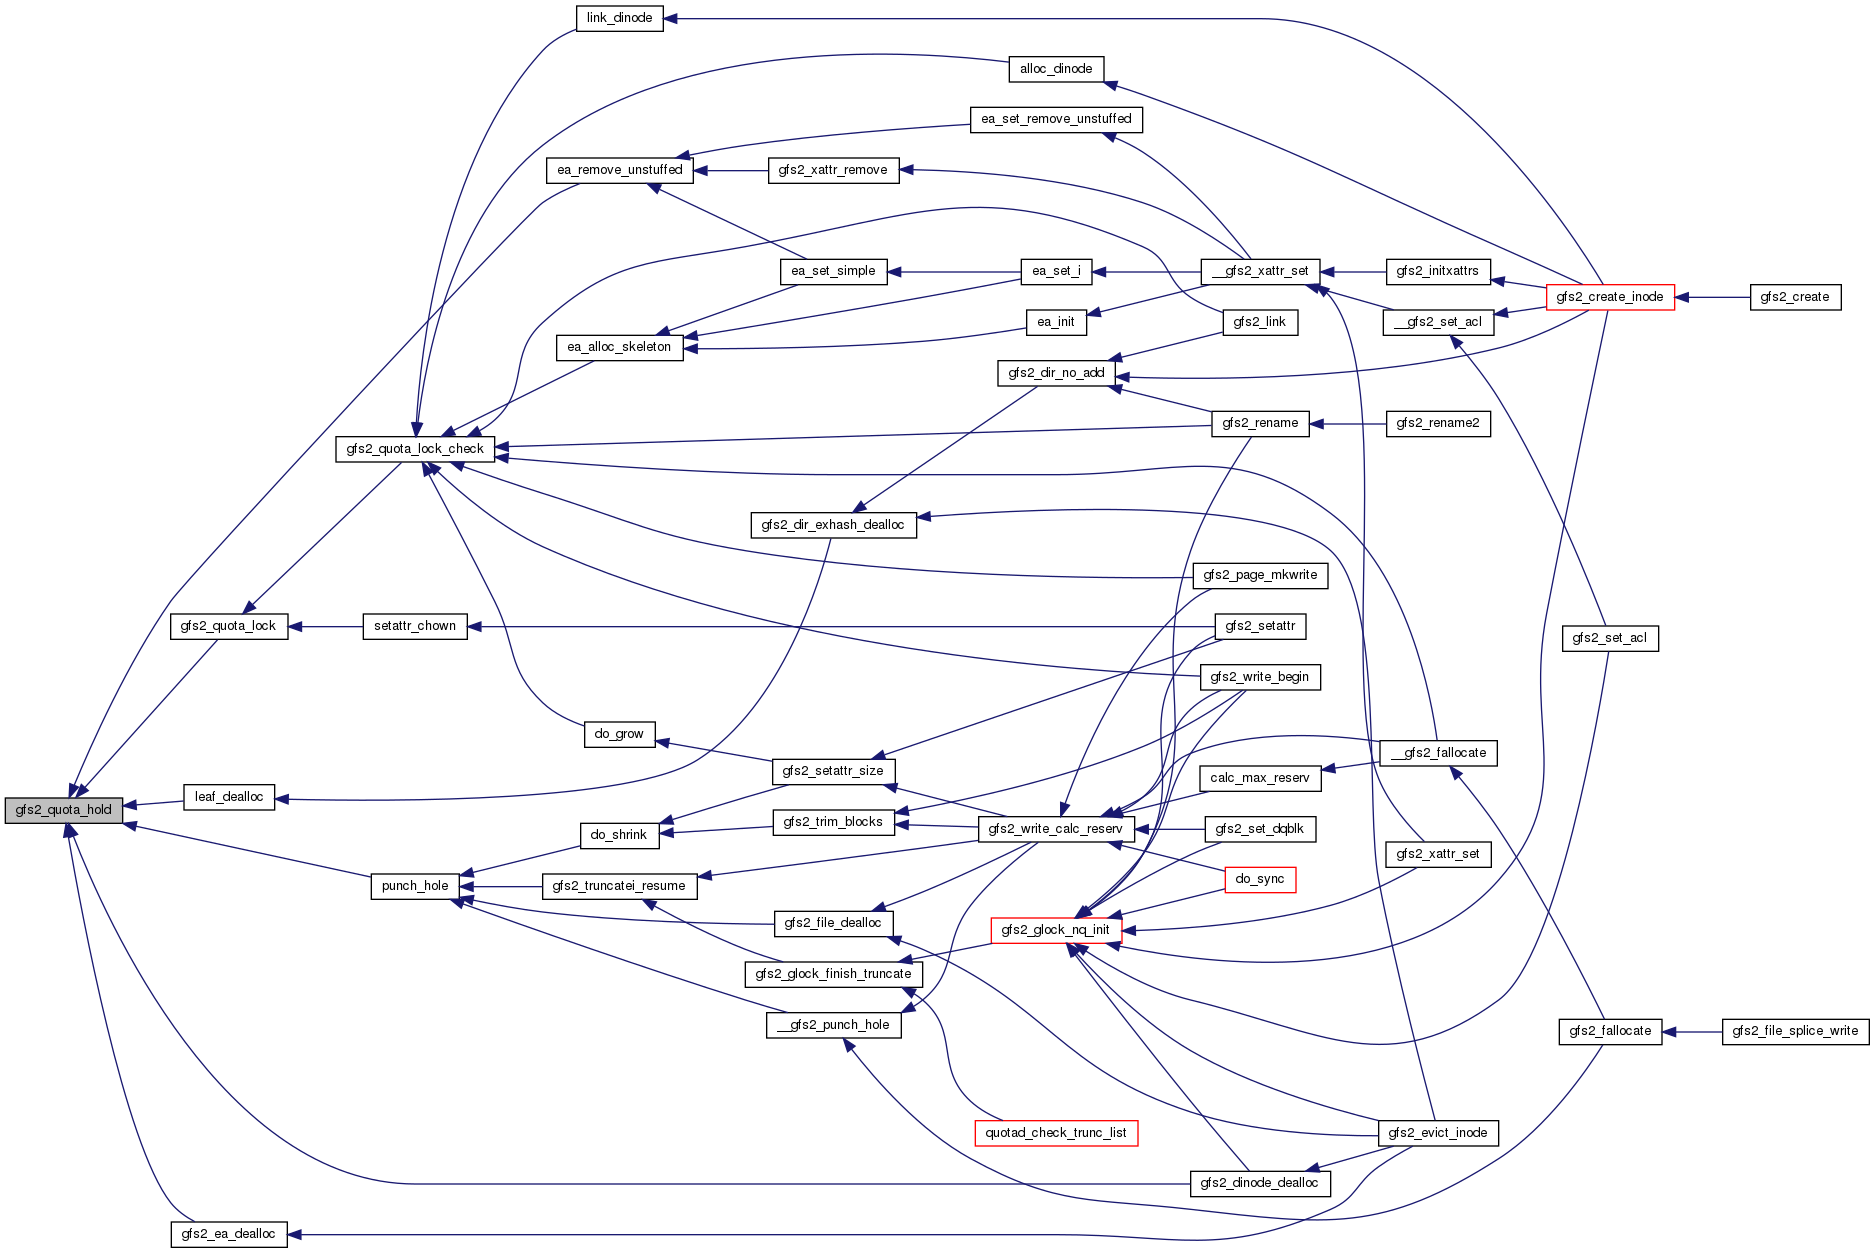 link_dinode
alloc_dinode
ea_set_remove_unstuffed
ea_remove_unstuffed
gfs2_xattr_remove
ea_set_simple
ea_set_i
__gfs2_xattr_set
gfs2_initxattrs
gfs2_create_inode
gfs2_create
ea_init
gfs2_link
__gfs2_set_acl
ea_alloc_skeleton
gfs2_dir_no_add
gfs2_rename
gfs2_rename2
gfs2_quota_lock_check
gfs2_dir_exhash_dealloc
gfs2_page_mkwrite
gfs2_quota_lock
setattr_chown
gfs2_setattr
gfs2_set_acl
gfs2_write_begin
do_grow
__gfs2_fallocate
gfs2_setattr_size
calc_max_reserv
leaf_dealloc
gfs2_quota_hold
gfs2_trim_blocks
gfs2_write_calc_reserv
gfs2_set_dqblk
do_shrink
gfs2_xattr_set
punch_hole
gfs2_truncatei_resume
do_sync
gfs2_file_dealloc
gfs2_glock_nq_init
gfs2_glock_finish_truncate
__gfs2_punch_hole
gfs2_fallocate
gfs2_file_splice_write
quotad_check_trunc_list
gfs2_evict_inode
gfs2_dinode_dealloc
gfs2_ea_dealloc